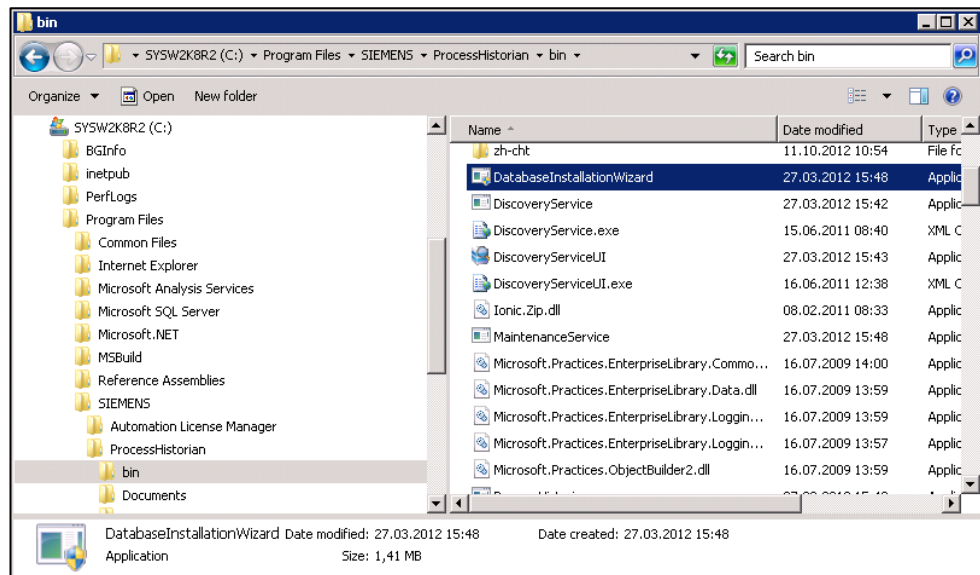 bin
SYSW2K8R2 (C:) Program Files SIEMENS ProcessHistorian bin Search bin
Organize Open New folder
SYSW2K8R2 (C:)
BGInfo
inetpub
PerfLogs
Program Files
Common Files
Internet Explorer
Microsoft Analysis Services
Microsoft SQL Server
Microsoft.NET
MSBuild
Reference Assemblies
SIEMENS
Automation License Manager
ProcessHistorian
bin
Documents
Name Date modified Type
zh-cht 11.10.2012 10:54 File fc
DatabaseInstallationWizard 27.03.2012 15:48 Applic
DiscoveryService 27.03.2012 15:42 Applic
DiscoveryService.exe 15.06.2011 08:40 XML C
DiscoveryServiceUI 27.03.2012 15:43 Applic
DiscoveryServiceUI.exe 16.06.2011 12:38 XML C
Ionic.Zip.dll 08.02.2011 08:33 Applic
MaintenanceService 27.03.2012 15:48 Applic
Microsoft.Practices.EnterpriseLibrary.Commo... 16.07.2009 14:00 Applic
Microsoft.Practices.EnterpriseLibrary.Data.dll 16.07.2009 13:59 Applic
Microsoft.Practices.EnterpriseLibrary.Loggin... 16.07.2009 13:59 Applic
Microsoft.Practices.EnterpriseLibrary.Loggin... 16.07.2009 13:57 Applic
Microsoft.Practices.ObjectBuilder2.dll 16.07.2009 13:59 Applic
DatabaseInstallationWizard Date modified: 27.03.2012 15:48 Date created: 27.03.2012 15:48
Application Size: 1,41 MB